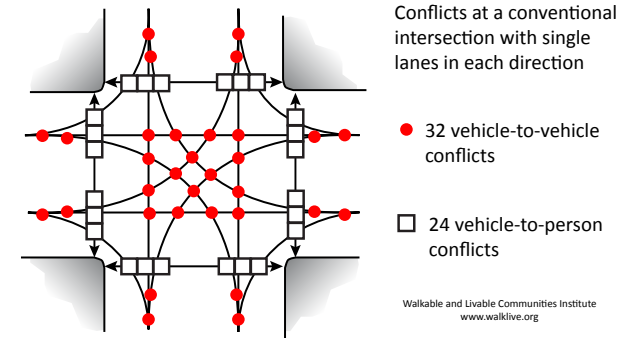 Conflicts at a conventional
intersection with single
lanes in each direction
32 vehicle-to-vehicle
conflicts
24 vehicle-to-person
conflicts
Walkable and Livable Communities Institute
www.walklive.org